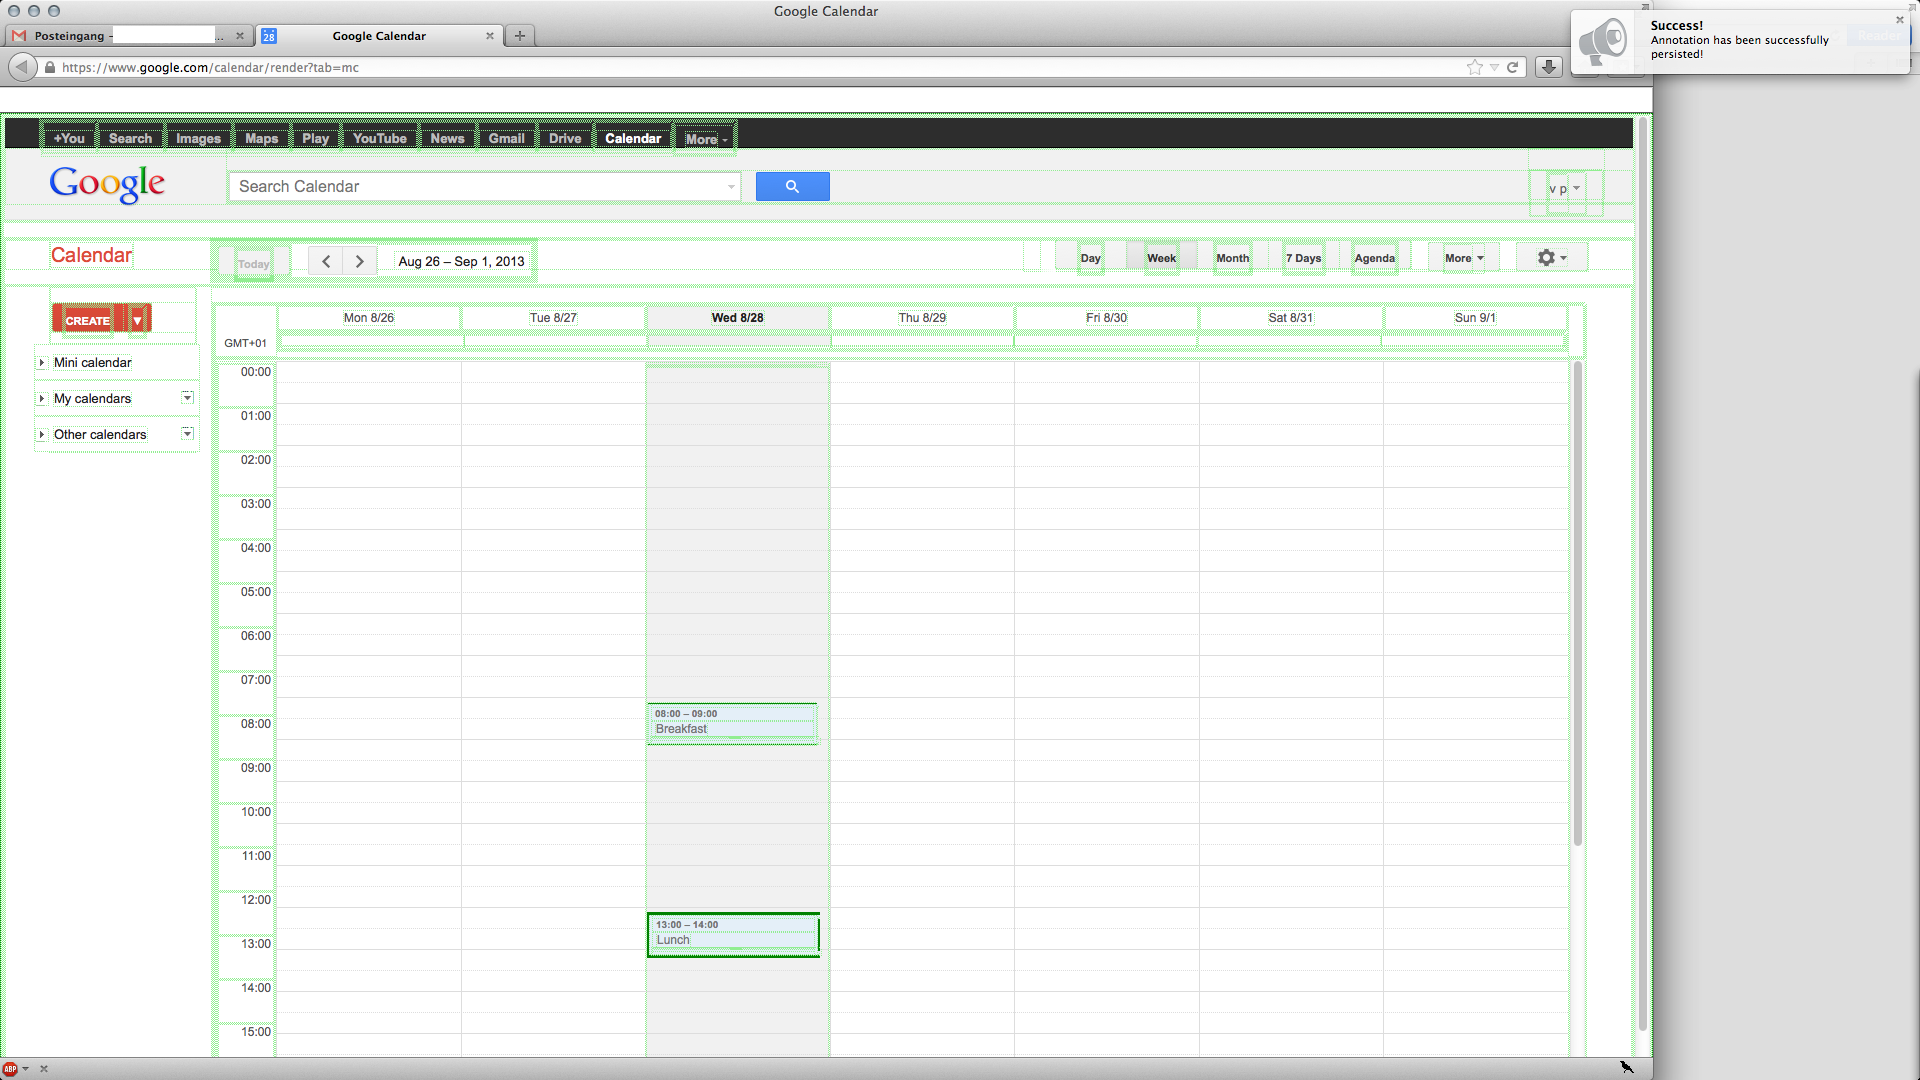 Google Calendar
Posteingang - ...
28 Google Calendar
https://www.google.com/calendar/render?tab=mc
Success!
Annotation has been successfully
persisted!
+You Search Images Maps Play YouTube News Gmail Drive Calendar More
Google
Search Calendar
v p
Calendar
Today
Aug 26 – Sep 1, 2013
Day Week Month 7 Days Agenda More
CREATE
Mini calendar
My calendars
Other calendars
Mon 8/26 Tue 8/27 Wed 8/28 Thu 8/29 Fri 8/30 Sat 8/31 Sun 9/1
GMT+01
00:00
01:00
02:00
03:00
04:00
05:00
06:00
07:00
08:00 – 09:00
08:00
Breakfast
09:00
10:00
11:00
12:00
13:00 – 14:00
Lunch
13:00
14:00
15:00
ABP